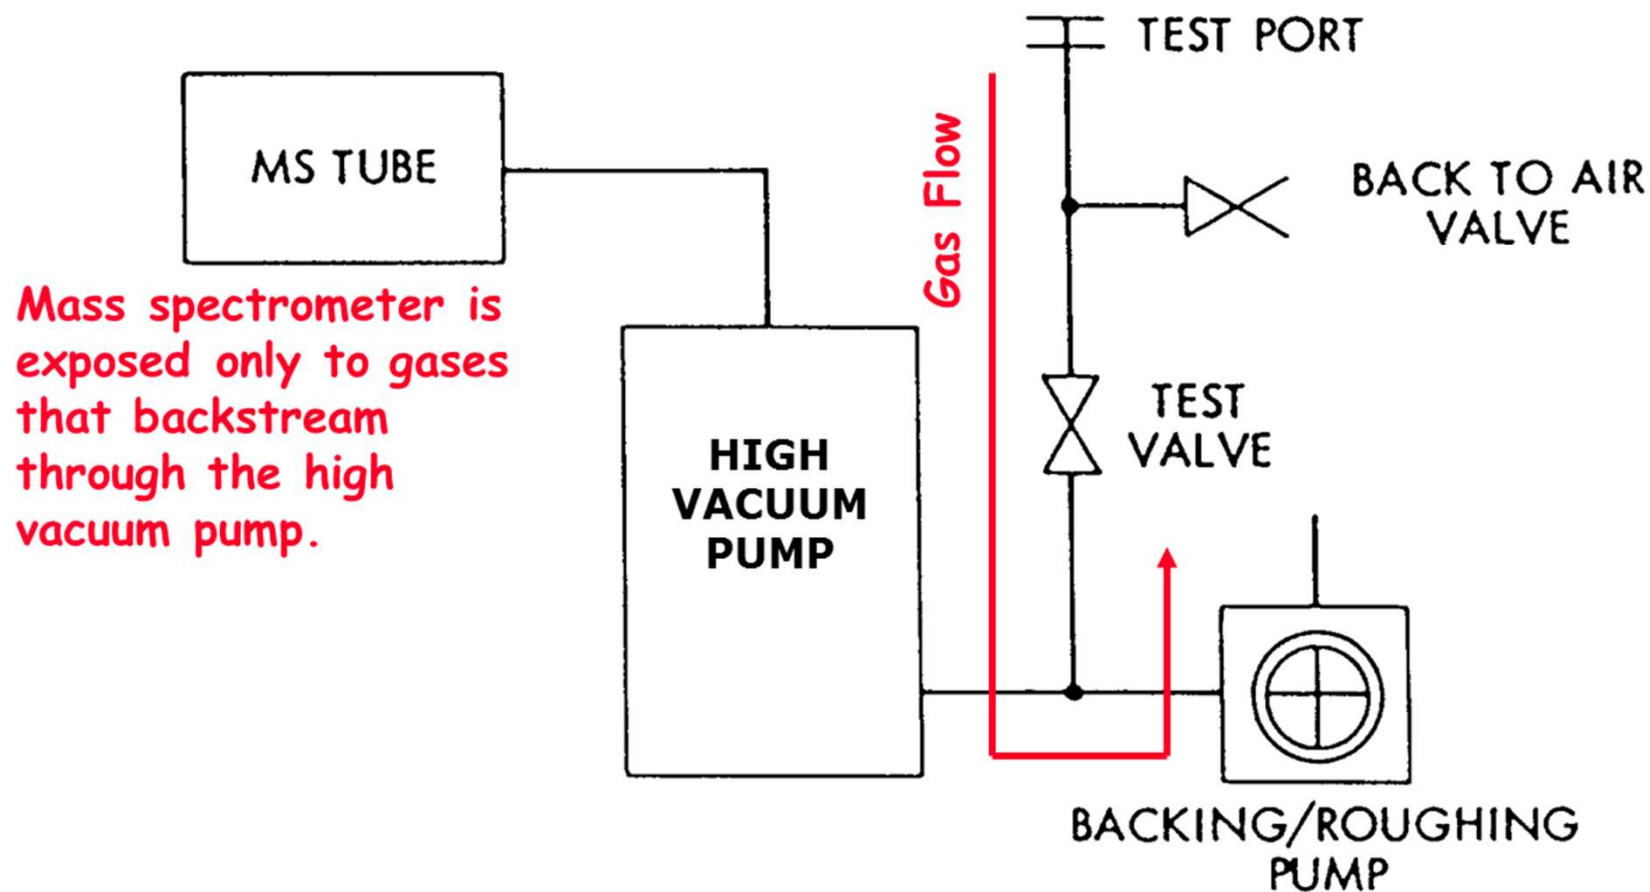 TEST PORT
MS TUBE
Gas Flow
BACK TO AIR
VALVE
Mass spectrometer is
exposed only to gases
that backstream
through the high
vacuum pump.
HIGH
VACUUM
PUMP
TEST
VALVE
BACKING/ROUGHING
PUMP